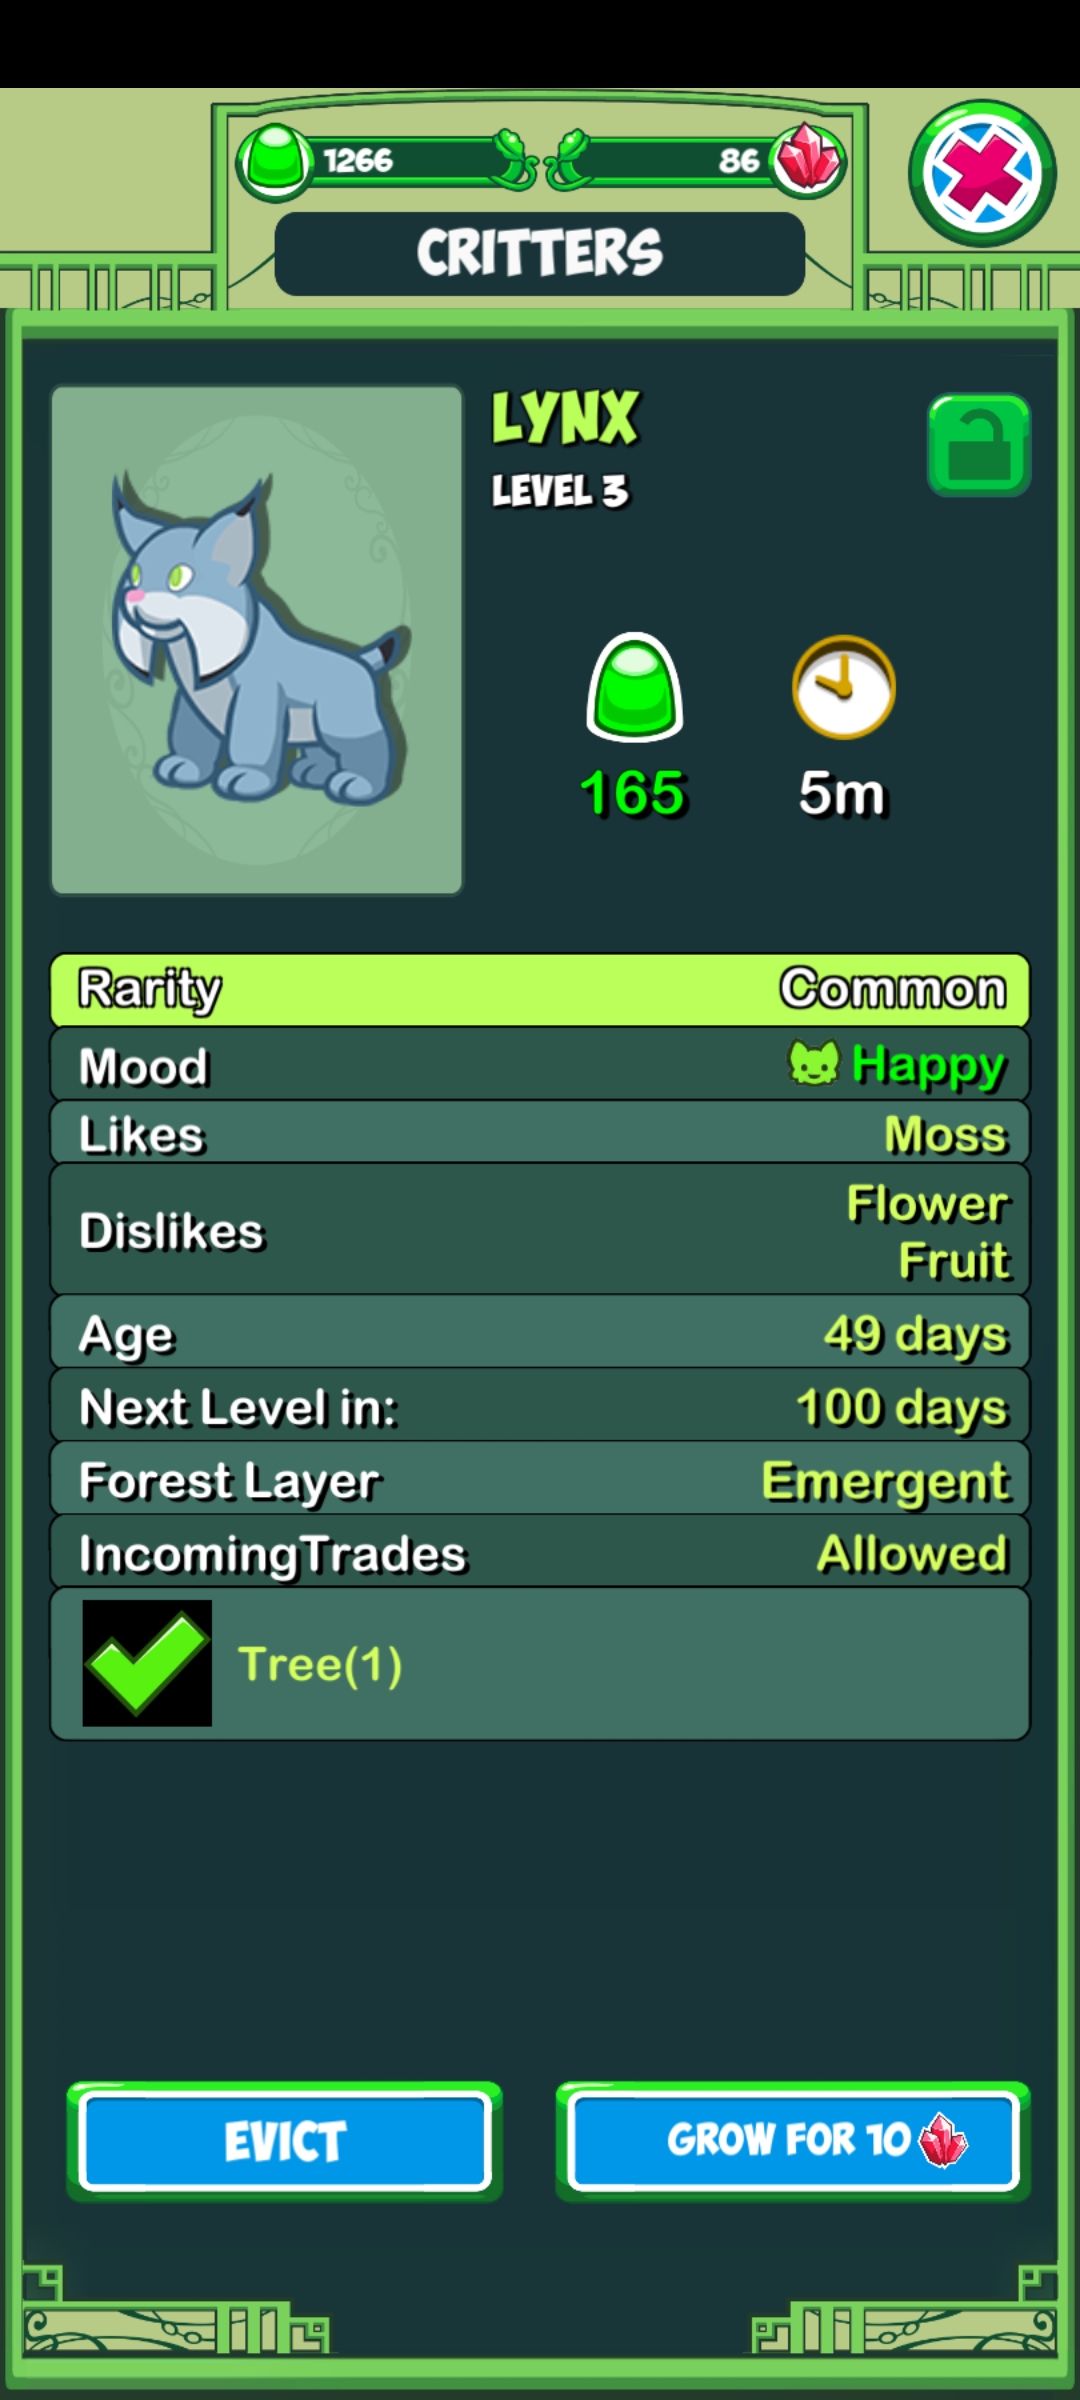 1266
86
CRITTERS
LYNX
LEVEL 3
165
5m
Rarity Common
Mood Happy
Likes Moss
Dislikes Flower
Fruit
Age 49 days
Next Level in: 100 days
Forest Layer Emergent
IncomingTrades Allowed
Tree(1)
EVICT
GROW FOR 10